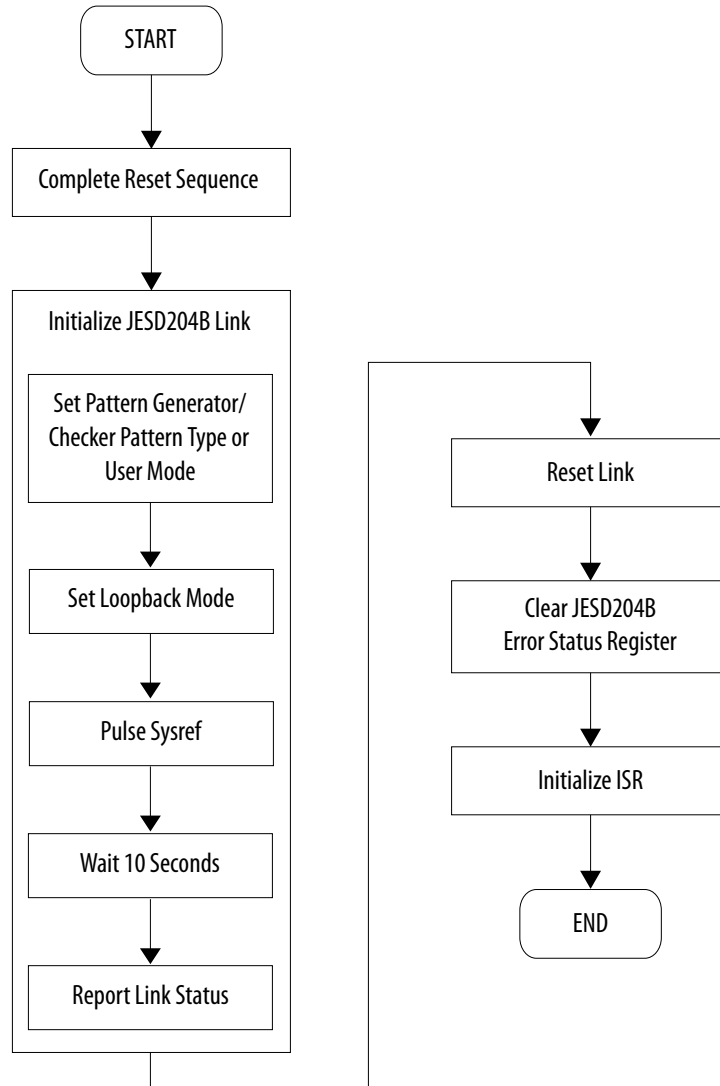 START
Complete Reset Sequence
Initialize JESD204B Link
Set Pattern Generator/
Checker Pattern Type or
User Mode
Set Loopback Mode
Pulse Sysref
Wait 10 Seconds
Report Link Status
Reset Link
Clear JESD204B
Error Status Register
Initialize ISR
END